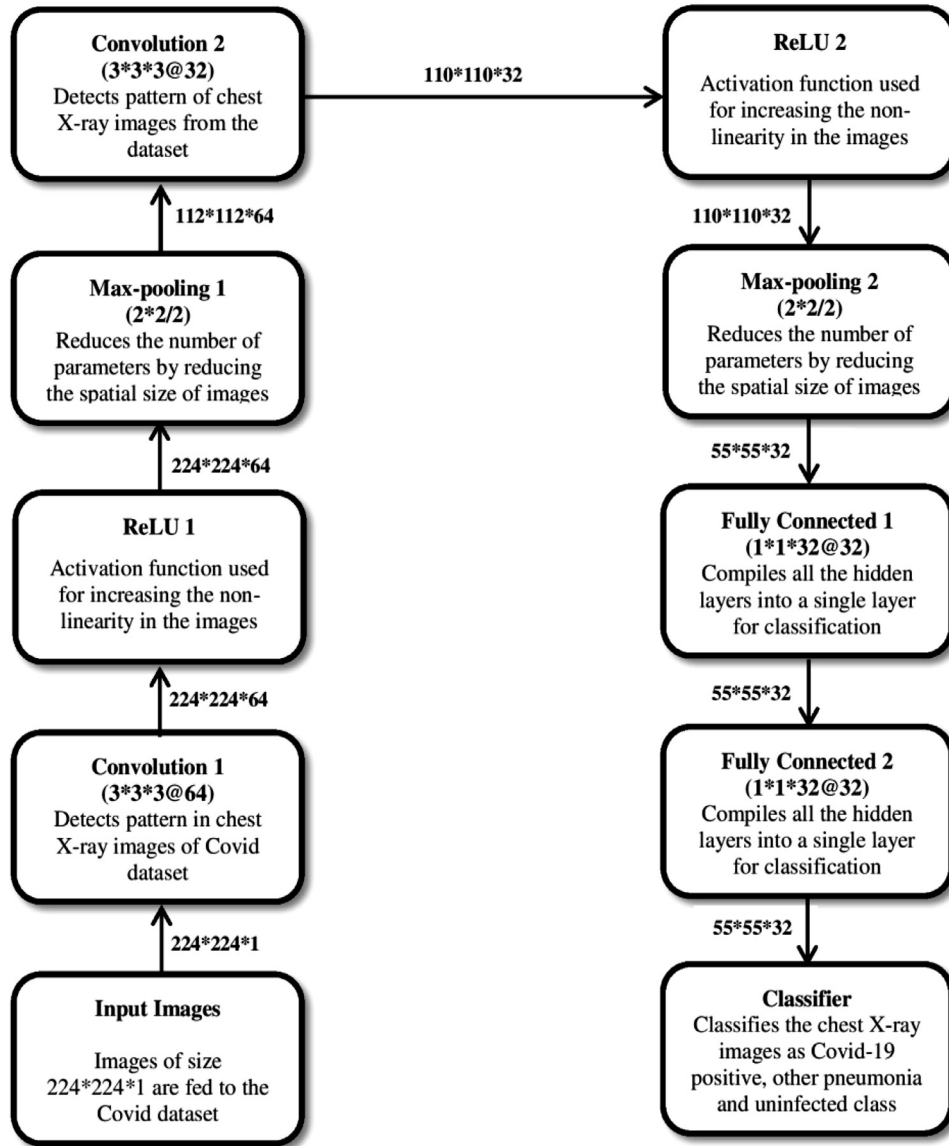 Convolution 2
(3*3*3@32)
Detects pattern of chest
X-ray images from the
dataset
110*110*32
ReLU 2
Activation function used
for increasing the non-
linearity in the images
112*112*64
110*110*32
Max-pooling 1
(2*2/2)
Reduces the number of
parameters by reducing
the spatial size of images
Max-pooling 2
(2*2/2)
Reduces the number of
parameters by reducing
the spatial size of images
224*224*64
55*55*32
ReLU 1
Activation function used
for increasing the non-
linearity in the images
Fully Connected 1
(1*1*32@32)
Compiles all the hidden
layers into a single layer
for classification
224*224*64
55*55*32
Convolution 1
(3*3*3@64)
Detects pattern in chest
X-ray images of Covid
dataset
Fully Connected 2
(1*1*32@32)
Compiles all the hidden
layers into a single layer
for classification
224*224*1
55*55*32
Input Images
Images of size
224*224*1 are fed to the
Covid dataset
Classifier
Classifies the chest X-ray
images as Covid-19
positive, other pneumonia
and uninfected class